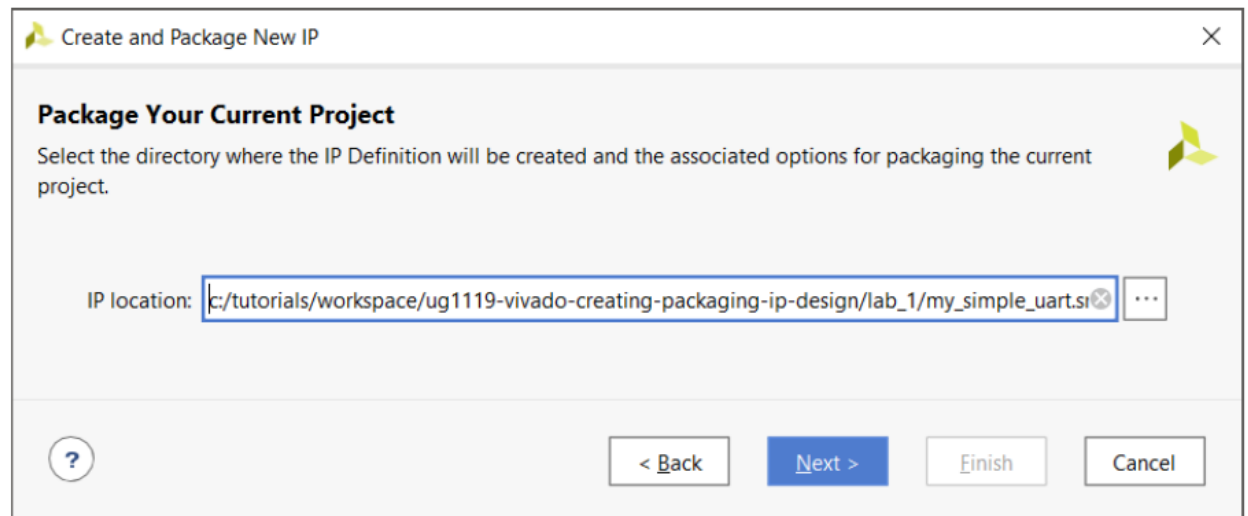 Create and Package New IP
Package Your Current Project
Select the directory where the IP Definition will be created and the associated options for packaging the current
project.
IP location: c:/tutorials/workspace/ug1119-vivado-creating-packaging-ip-design/lab_1/my_simple_uart.sr ...
? < Back Next > Finish Cancel